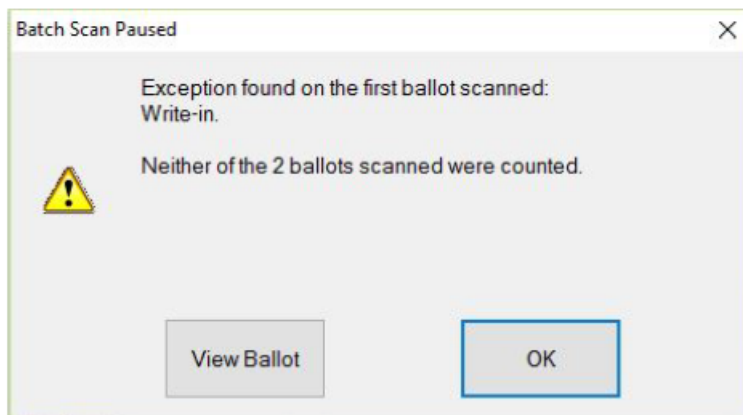 Batch Scan Paused
Exception found on the first ballot scanned:
Write-in.
Neither of the 2 ballots scanned were counted.
View Ballot
OK